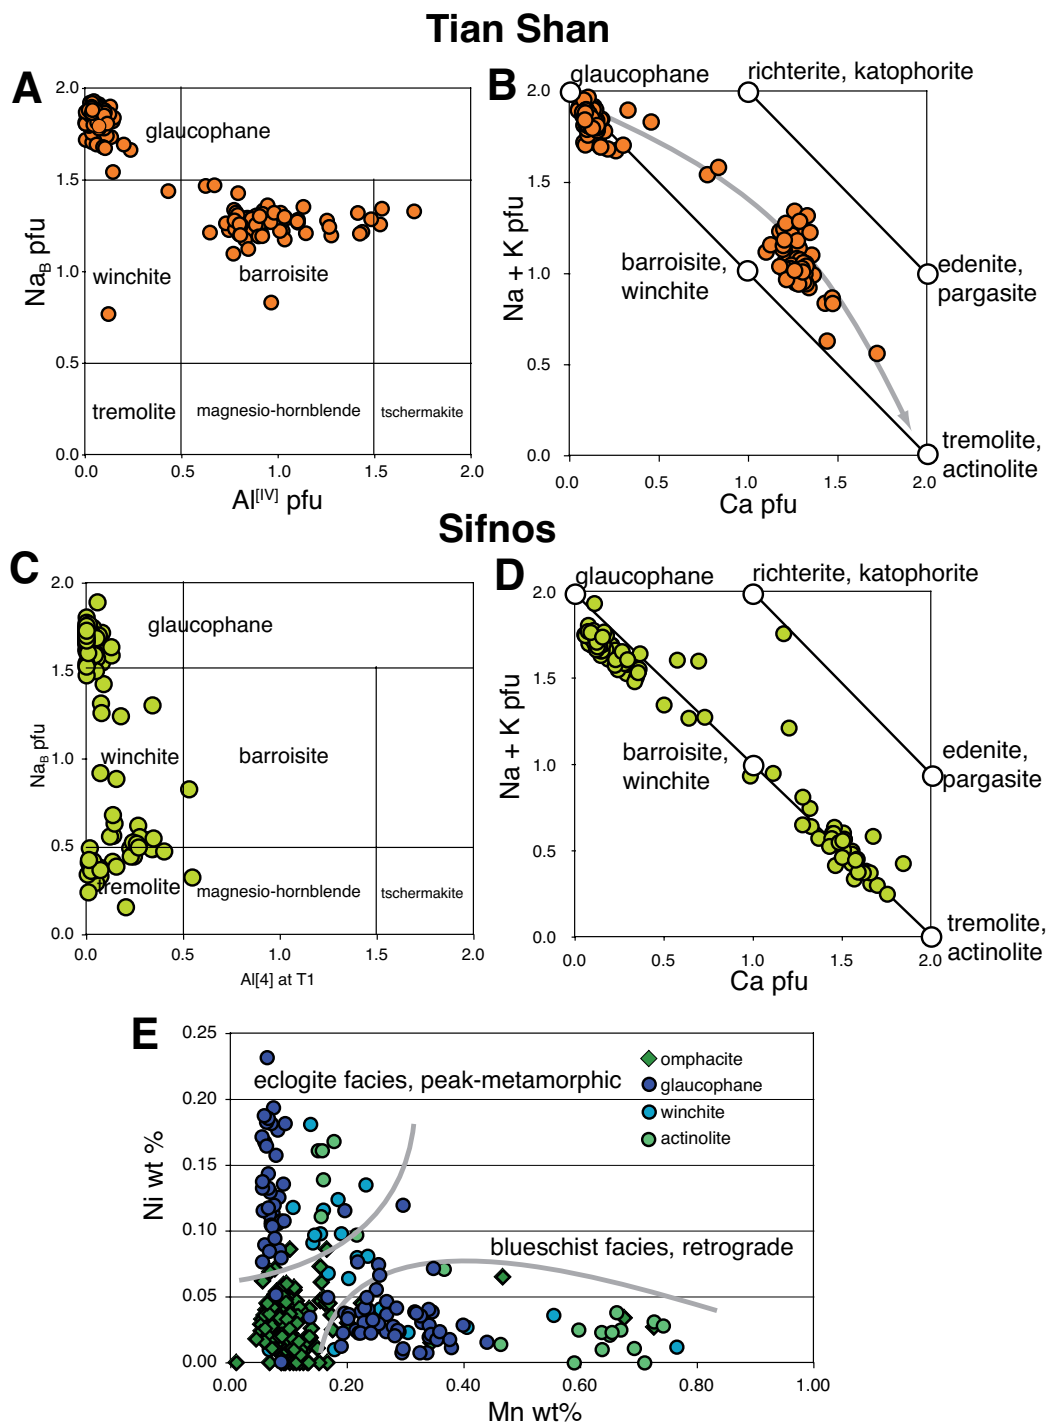 Tian Shan
A
2.0
1.5
1.0
0.5
0.0
Na_B pfu
glaucophane
winchite
barroisite
tremolite
magnesio-hornblende
tschermakite
0.0
0.5
1.0
1.5
2.0
Al[IV] pfu
B
2.0
1.5
1.0
0.5
0.0
Na + K pfu
glaucophane
richterite, katophorite
barroisite,
winchite
edenite,
pargasite
tremolite,
actinolite
0.0
0.5
1.0
1.5
2.0
Ca pfu
Sifnos
C
2.0
1.5
1.0
0.5
0.0
Na_B pfu
glaucophane
winchite
barroisite
tremolite
magnesio-hornblende
tschermakite
0.0
0.5
1.0
1.5
2.0
Al[4] at T1
D
2.0
1.5
1.0
0.5
0.0
Na + K pfu
glaucophane
richterite, katophorite
barroisite,
winchite
edenite,
pargasite
tremolite,
actinolite
0.0
0.5
1.0
1.5
2.0
Ca pfu
E
0.25
0.20
0.15
0.10
0.05
0.00
Ni wt %
omphacite
glaucophane
winchite
actinolite
eclogite facies, peak-metamorphic
blueschist facies, retrograde
0.00
0.20
0.40
0.60
0.80
1.00
Mn wt%